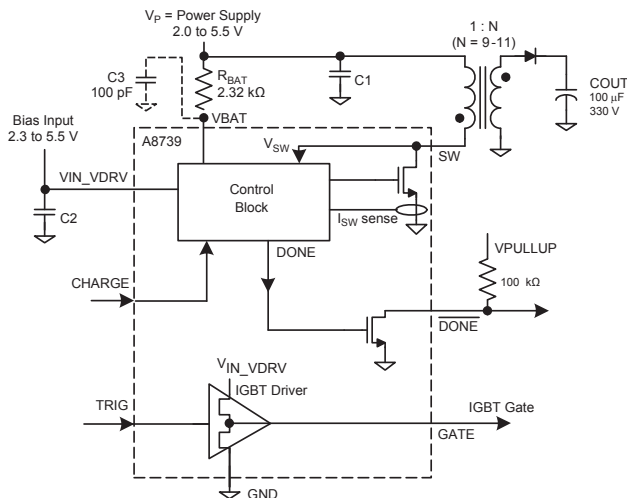 V_P = Power Supply
2.0 to 5.5 V
1 : N
(N = 9-11)
C3
100 pF
R_BAT
2.32 kΩ
C1
COUT
100 μF
330 V
Bias Input
2.3 to 5.5 V
VBAT
A8739
V_SW
SW
VIN_VDRV
Control
Block
C2
I_SW sense
DONE
VPULLUP
CHARGE
100 kΩ
DONE
V_IN_VDRV
IGBT Driver
TRIG
IGBT Gate
GATE
GND